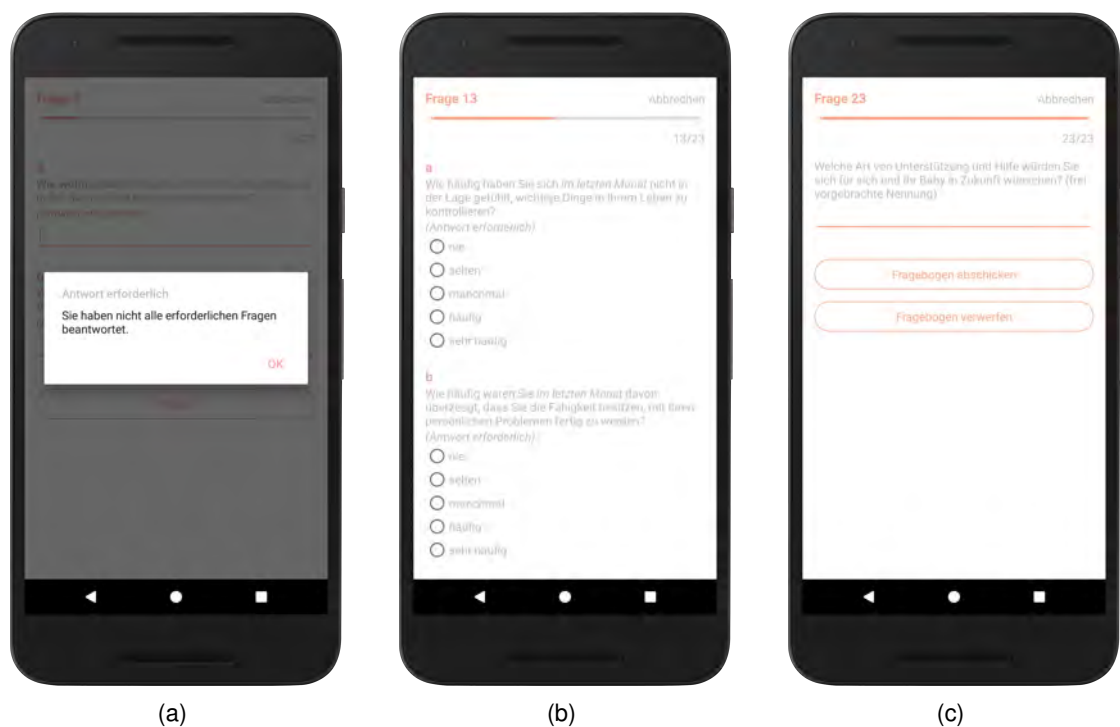 Abbrechen
Antwort erforderlich
Sie haben nicht alle erforderlichen Fragen
beantwortet.
OK
(a)
Frage 13
Abbrechen
13/23
a
Wie häufig haben Sie sich im letzten Monat nicht in
der Lage gefühlt, wichtige Dinge in Ihrem Leben zu
kontrollieren?
(Antwort erforderlich)
nie
selten
manchmal
häufig
sehr häufig
b
Wie häufig waren Sie im letzten Monat davon
überzeugt, dass Sie die Fähigkeit besitzen, mit Ihren
persönlichen Problemen fertig zu werden?
(Antwort erforderlich)
nie
selten
manchmal
häufig
sehr häufig
(b)
Frage 23
Abbrechen
23/23
Welche Art von Unterstützung und Hilfe würden Sie
sich für sich und Ihr Baby in Zukunft wünschen? (frei
vorgebrachte Nennung)
Fragebogen abschicken
Fragebogen verwerfen
(c)